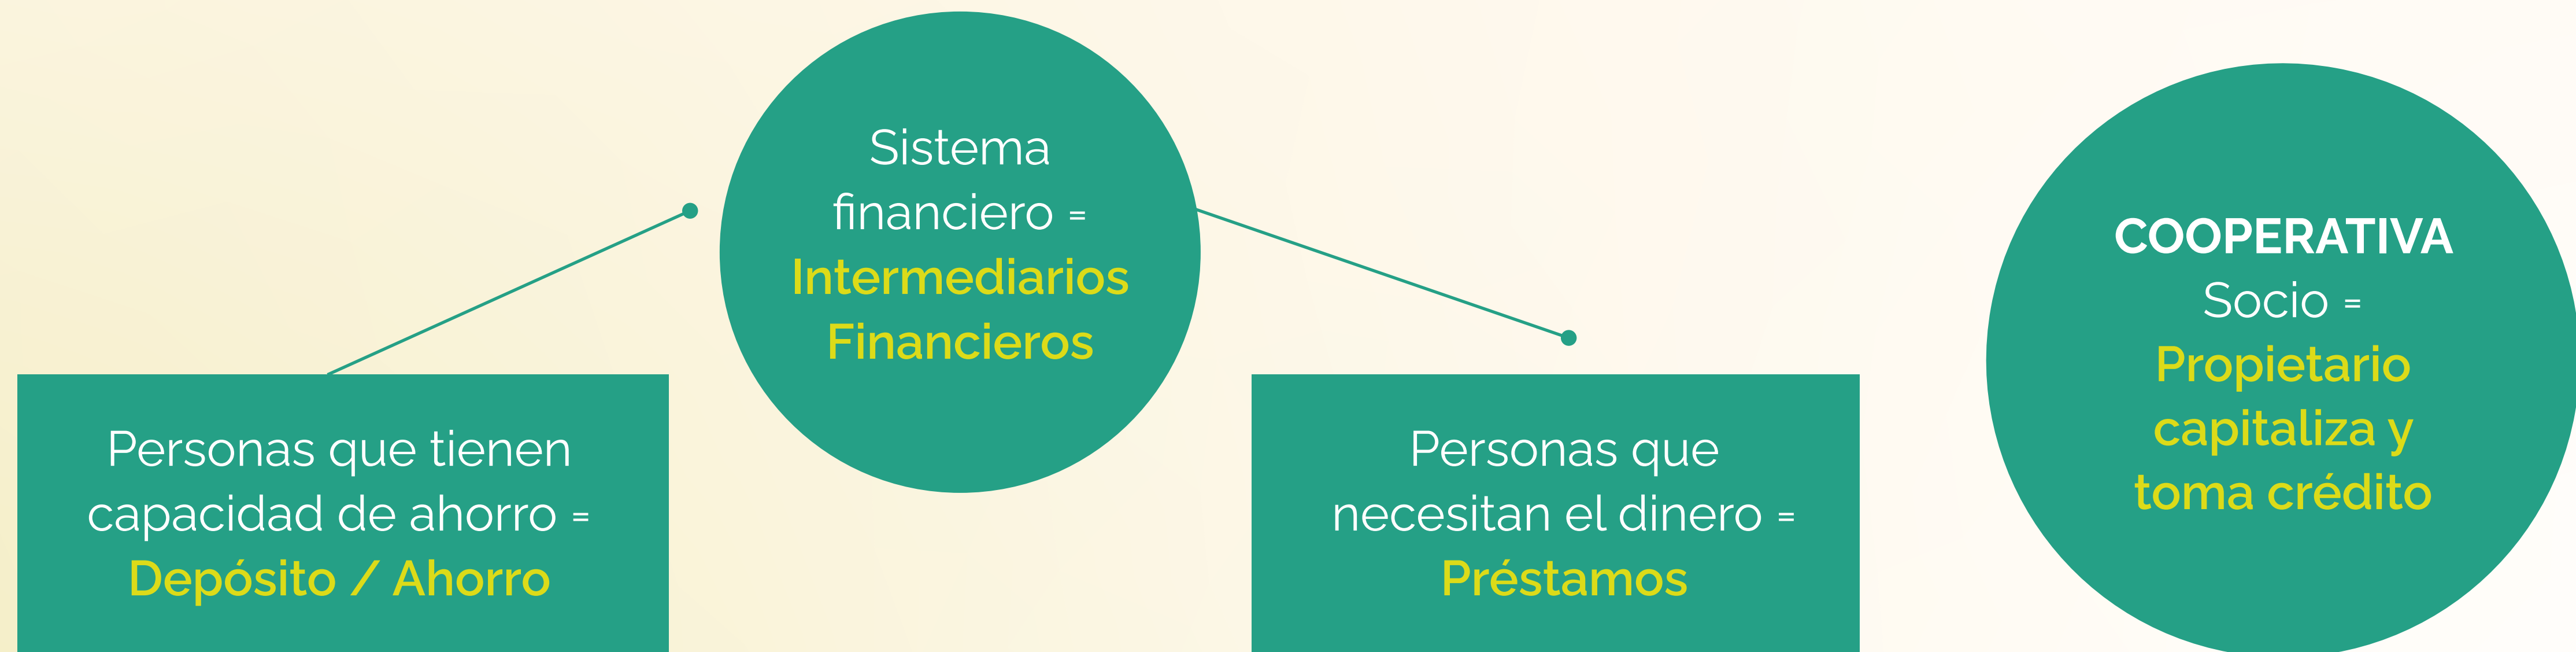 Sistema
financiero =
Intermediarios
Financieros
Personas que tienen
capacidad de ahorro =
Depósito / Ahorro
Personas que
necesitan el dinero =
Préstamos
COOPERATIVA
Socio =
Propietario
capitaliza y
toma crédito